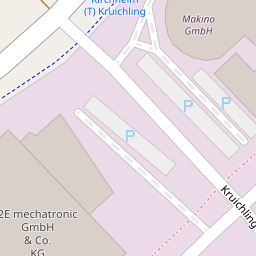 Kirchheim
(T) Kruichling
Makino
GmbH
P
P
P
Kruichling
2E mechatronic
GmbH
& Co.
KG